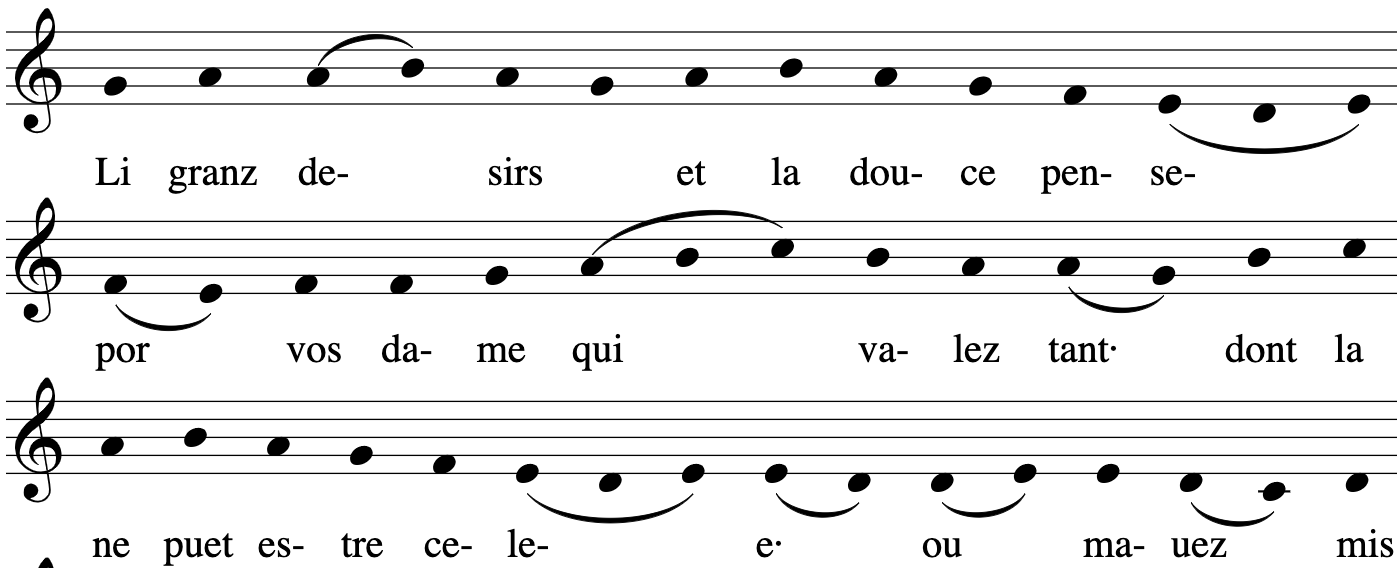 Li granz de- sirs et la dou- ce pen- se-
por vos da- me qui va- lez tant· dont la
ne puet es- tre ce- le- e· ou ma- uez mis